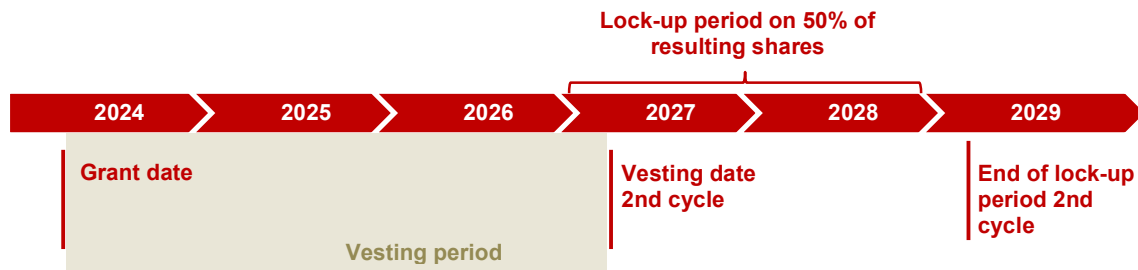 Lock-up period on 50% of
resulting shares
2024
2025
2026
2027
2028
2029
Grant date
Vesting date
2nd cycle
End of lock-up
period 2nd
cycle
Vesting period